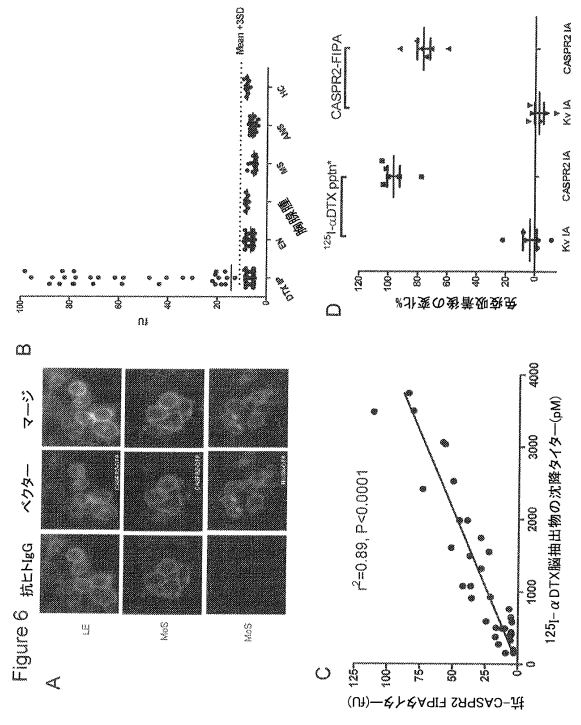 Figure 6
A
抗ヒトIgG
ベクター
マージ
LE
MoS
MoS
B
fU
100
80
60
40
20
0
Mean +3SD
DTX IP
EN
胸腺腫
MS
ANS
HC
C
抗-CASPR2 FIPAタイター(fU)
125
100
75
50
25
0
r²=0.89, P<0.0001
0
1000
2000
3000
4000
¹²⁵I-αDTX脳抽出物の沈降タイター(pM)
D
免疫吸着後の変化%
120
100
80
60
40
20
0
¹²⁵I-αDTX pptn*
CASPR2-FIPA
Kv IA
CASPR2 IA
Kv IA
CASPR2 IA